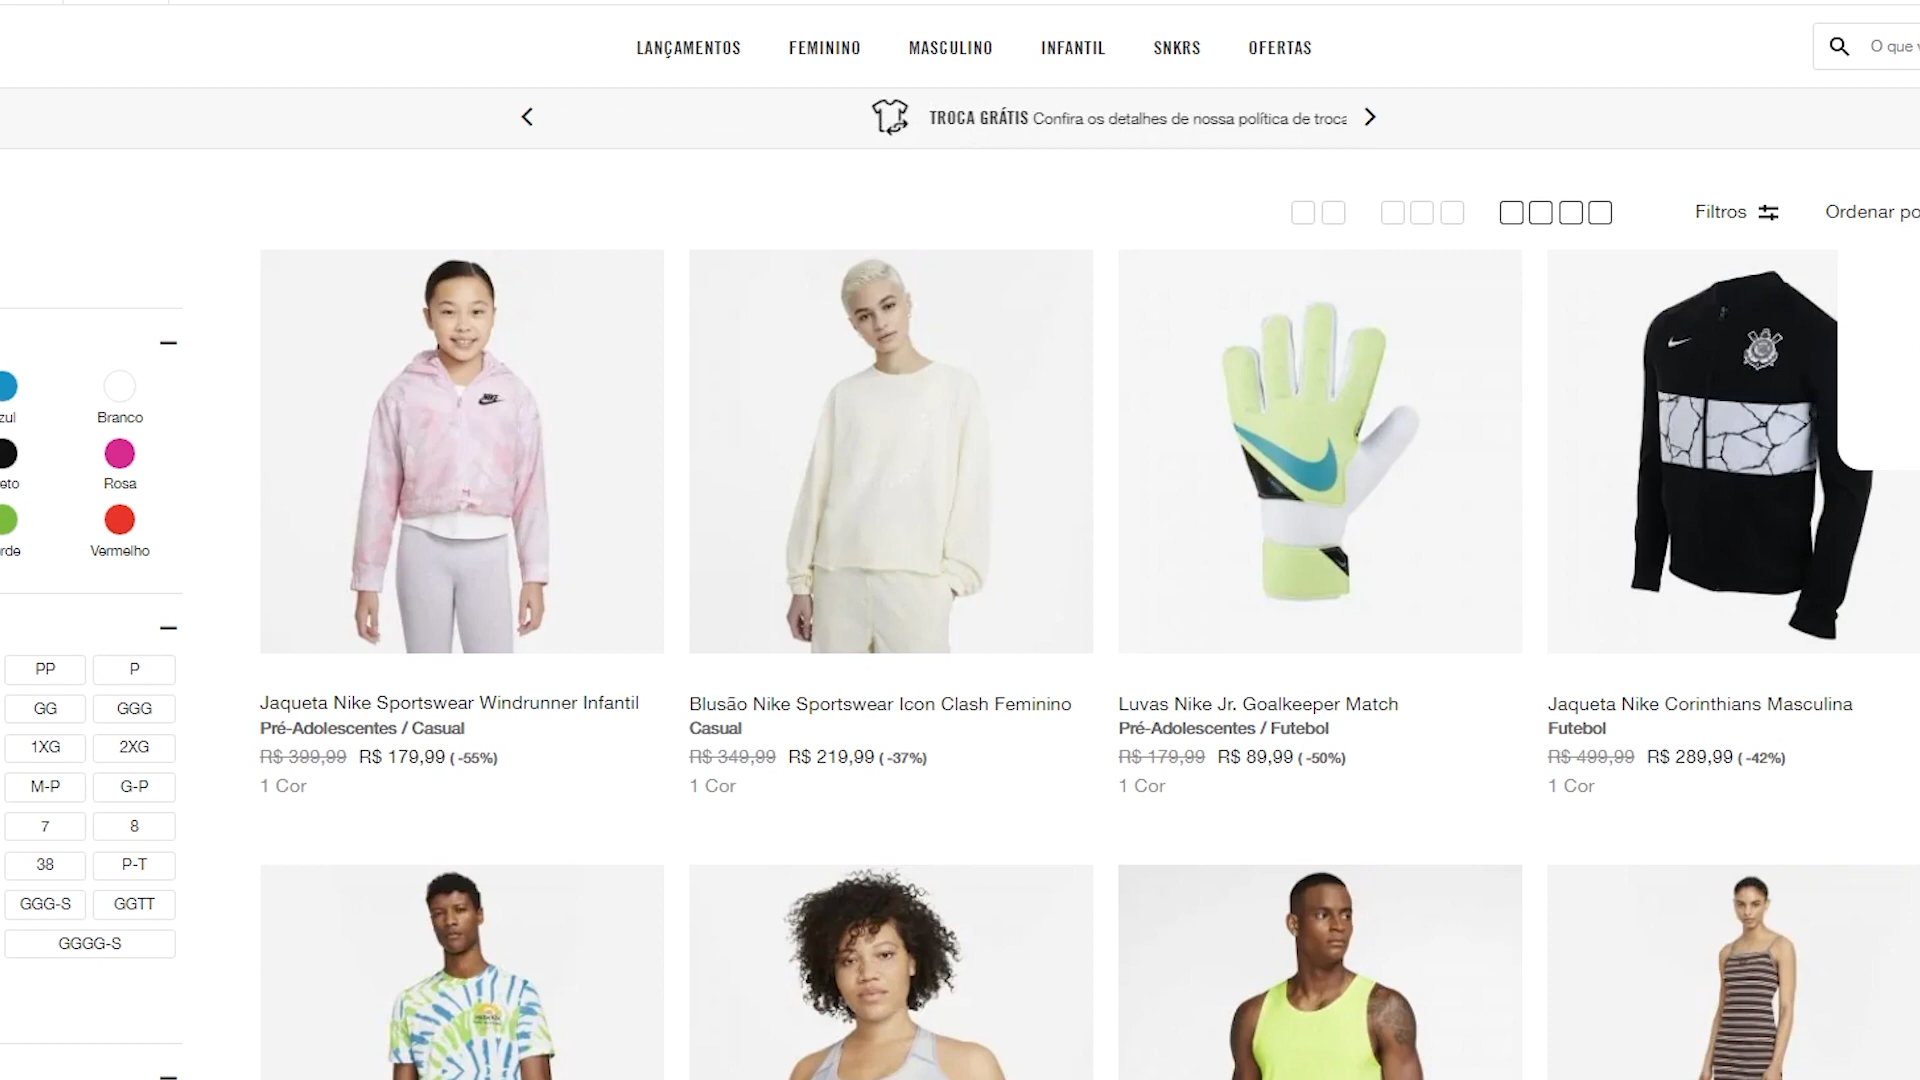 LANÇAMENTOS FEMININO MASCULINO INFANTIL SNKRS OFERTAS
O que
TROCA GRÁTIS Confira os detalhes de nossa política de troca
Filtros
Ordenar po
zul Branco
eto Rosa
rde Vermelho
PP P
GG GGG
1XG 2XG
M-P G-P
7 8
38 P-T
GGG-S GGTT
GGGG-S
NIKE
Jaqueta Nike Sportswear Windrunner Infantil
Pré-Adolescentes / Casual
R$ 399,99 R$ 179,99 ( -55%)
1 Cor
Blusão Nike Sportswear Icon Clash Feminino
Casual
R$ 349,99 R$ 219,99 ( -37%)
1 Cor
Luvas Nike Jr. Goalkeeper Match
Pré-Adolescentes / Futebol
R$ 179,99 R$ 89,99 ( -50%)
1 Cor
Jaqueta Nike Corinthians Masculina
Futebol
R$ 499,99 R$ 289,99 ( -42%)
1 Cor